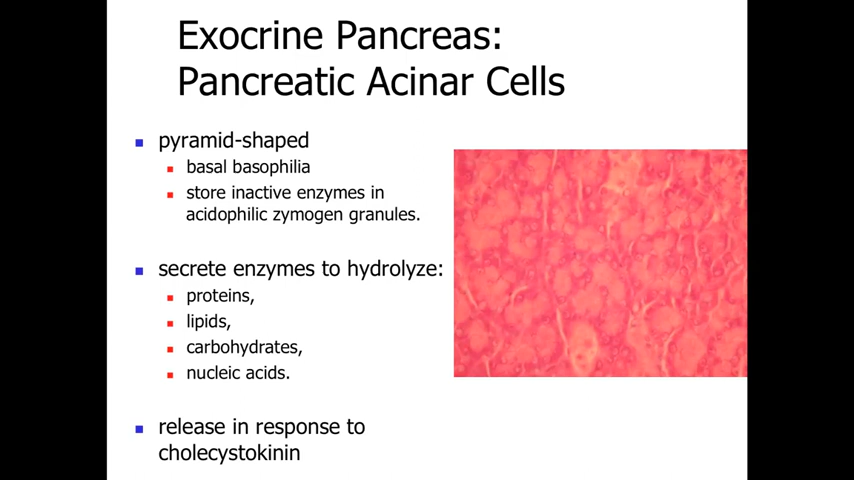 Exocrine Pancreas:
Pancreatic Acinar Cells
pyramid-shaped
basal basophilia
store inactive enzymes in
acidophilic zymogen granules.
secrete enzymes to hydrolyze:
proteins,
lipids,
carbohydrates,
nucleic acids.
release in response to
cholecystokinin